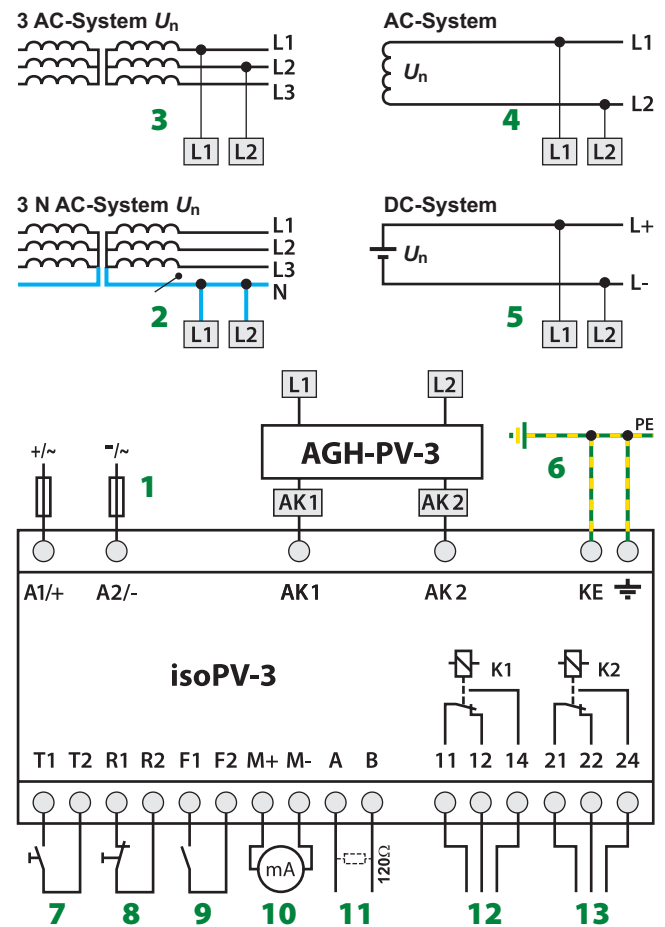 3 AC-System Un
AC-System
L1
L2
L3
3
L1 L2
L1
Un
L2
4
L1 L2
3 N AC-System Un
DC-System
L1
L2
L3
N
2
L1 L2
L+
Un
L-
5
L1 L2
L1 L2
AGH-PV-3
PE
+/~ -/~
1
6
AK1 AK2
A1/+ A2/- AK1 AK2 KE
isoPV-3
K1 K2
T1 T2 R1 R2 F1 F2 M+ M- A B 11 12 14 21 22 24
mA
120Ω
7 8 9 10 11 12 13